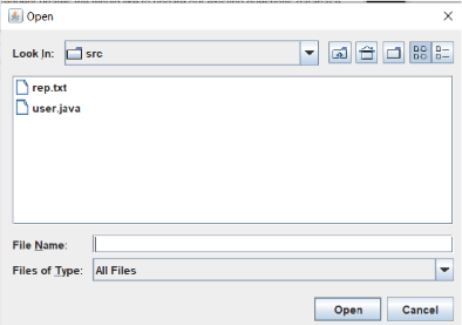 Open
Look In: src
rep.txt
user.java
File Name:
Files of Type: All Files
Open Cancel